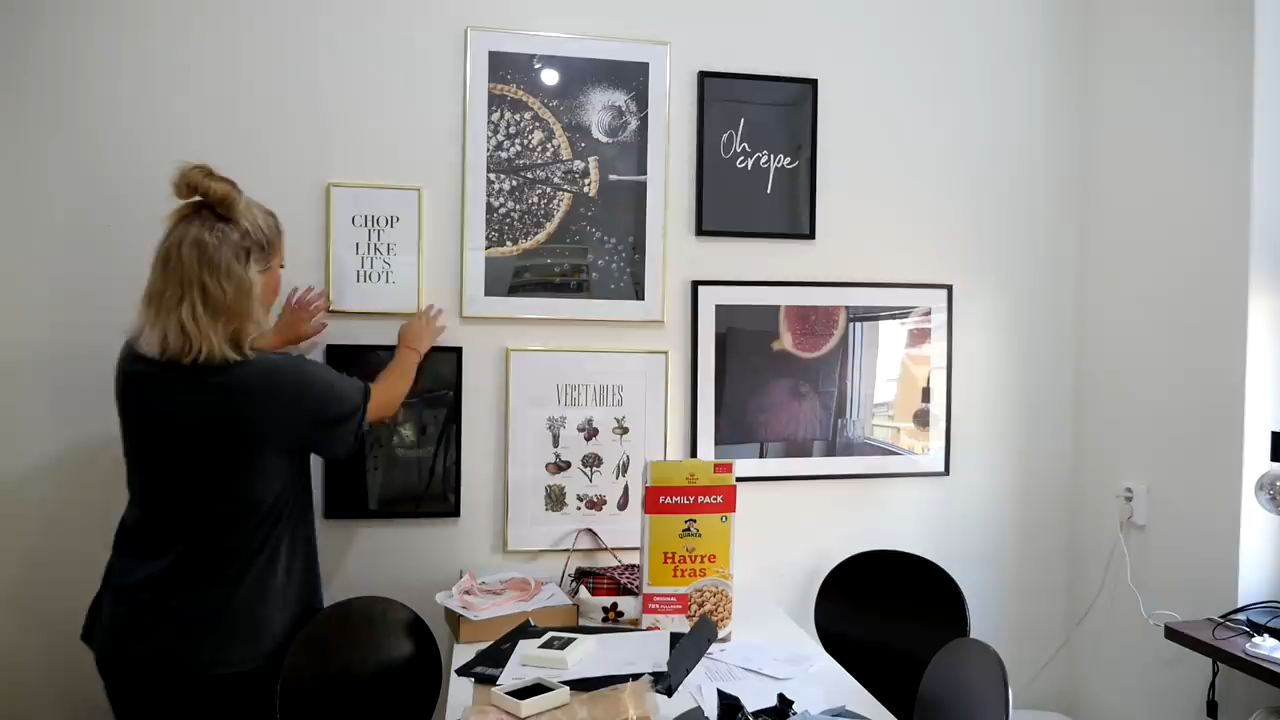 CHOP
IT
LIKE
IT'S
HOT.
Oh
crêpe
VEGETABLES
FAMILY PACK
QUAKER
Havre
fras
ORIGINAL